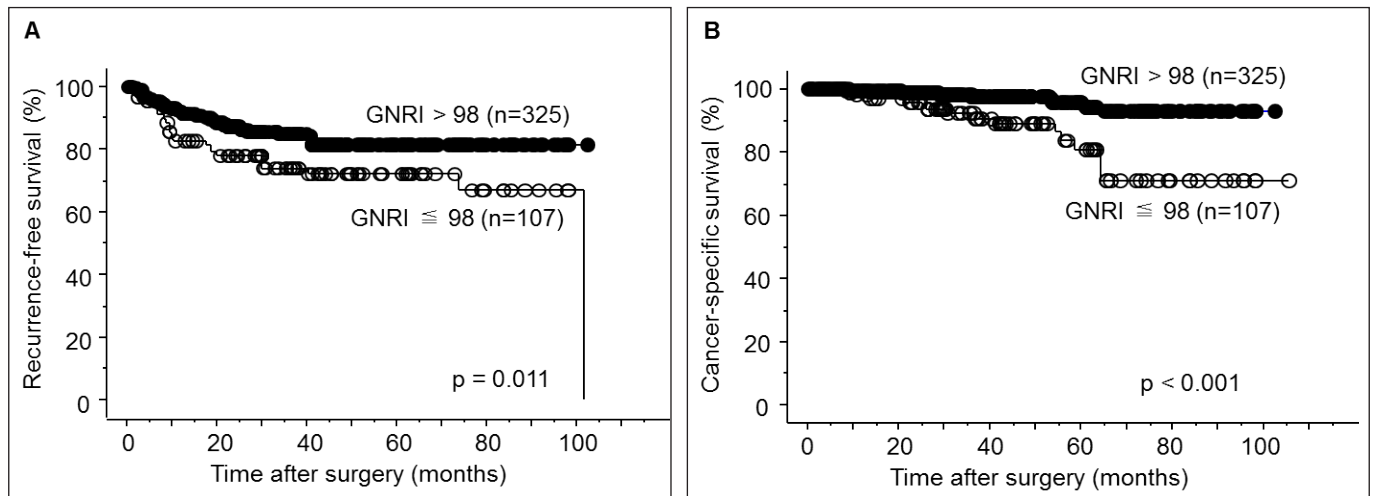 A
Recurrence-free survival (%)
100
80
60
40
20
0
GNRI > 98 (n=325)
GNRI ≦ 98 (n=107)
p = 0.011
0 20 40 60 80 100
Time after surgery (months)
B
Cancer-specific survival (%)
100
80
60
40
20
0
GNRI > 98 (n=325)
GNRI ≦ 98 (n=107)
p < 0.001
0 20 40 60 80 100
Time after surgery (months)